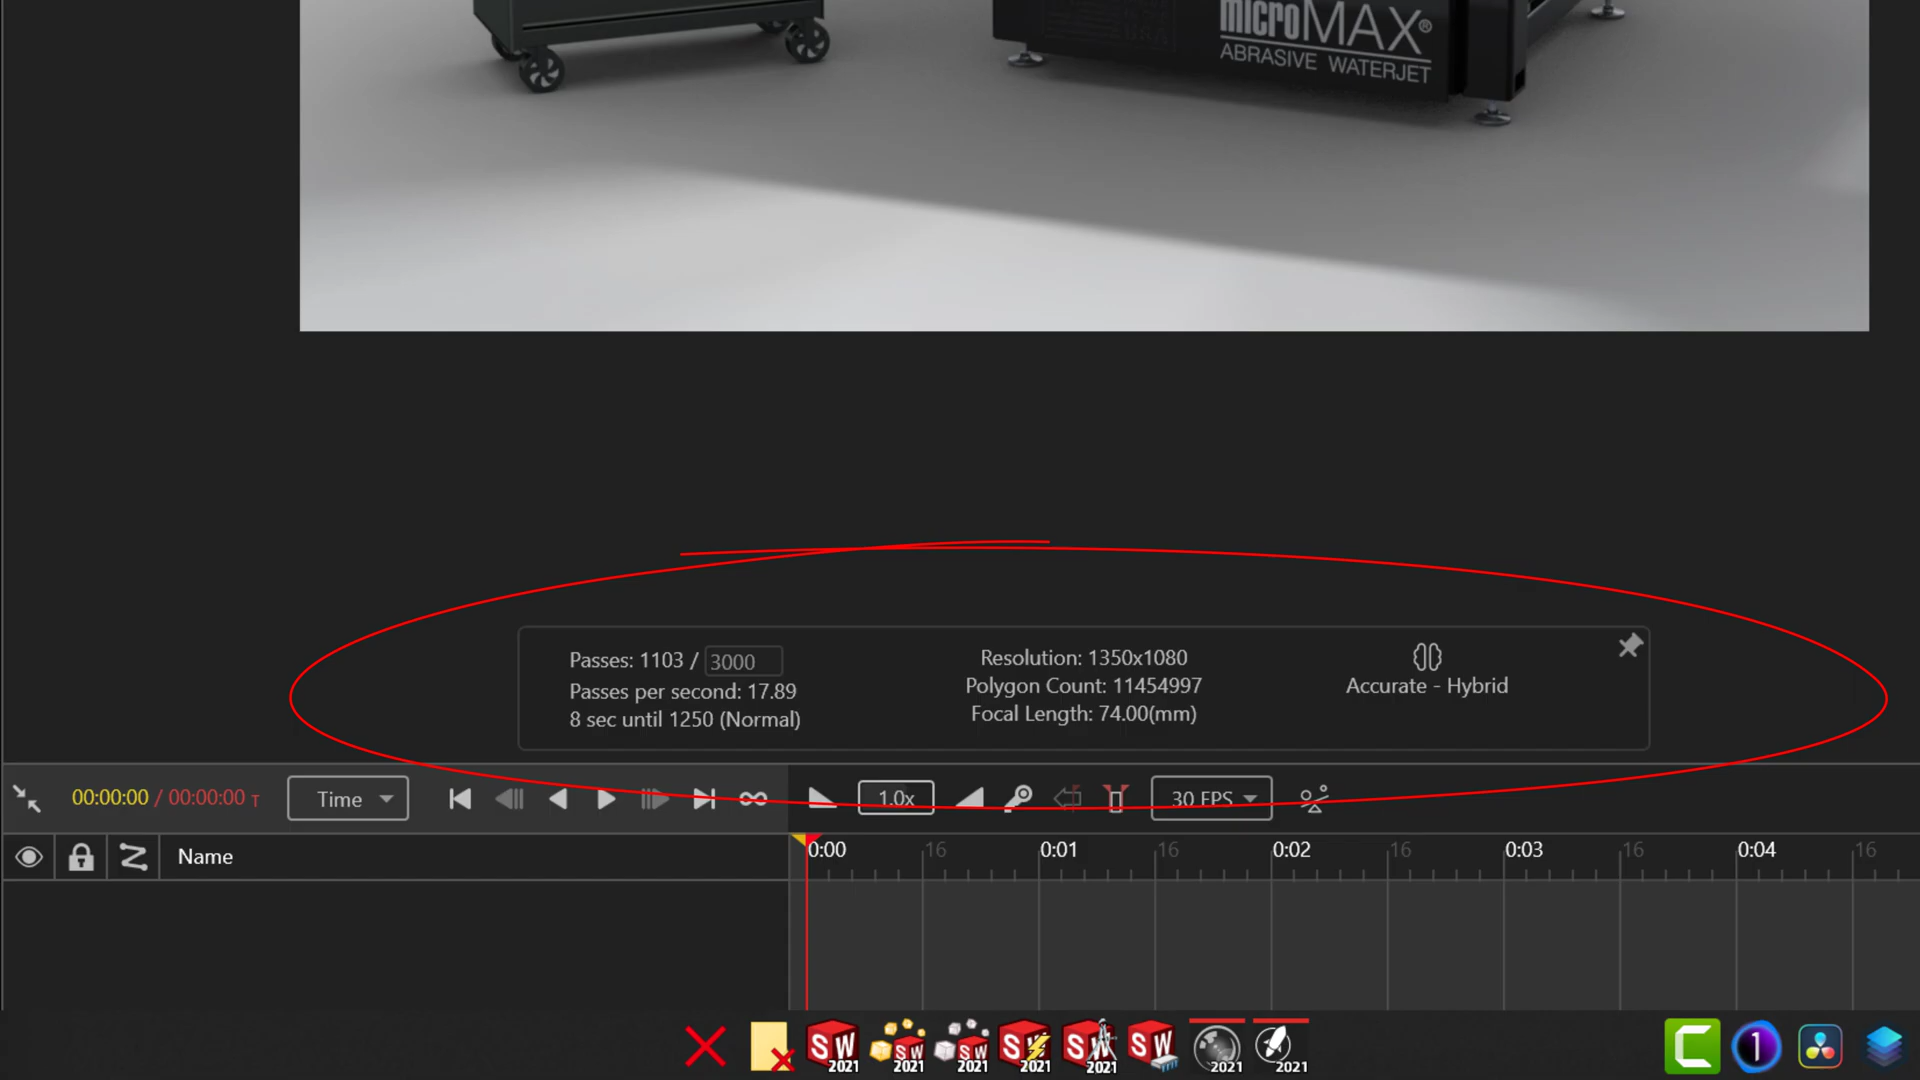 microMAX®
ABRASIVE WATERJET
Passes: 1103 / 3000
Passes per second: 17.89
8 sec until 1250 (Normal)
Resolution: 1350x1080
Polygon Count: 11454997
Focal Length: 74.00(mm)
Accurate - Hybrid
00:00:00 / 00:00:00 T
Time
1.0x
30 FPS
Name
0:00 16 0:01 16 0:02 16 0:03 16 0:04 16
SW 2021
SW 2021
SW 2021
SW 2021
SW 2021
SW
2021
2021
C
1